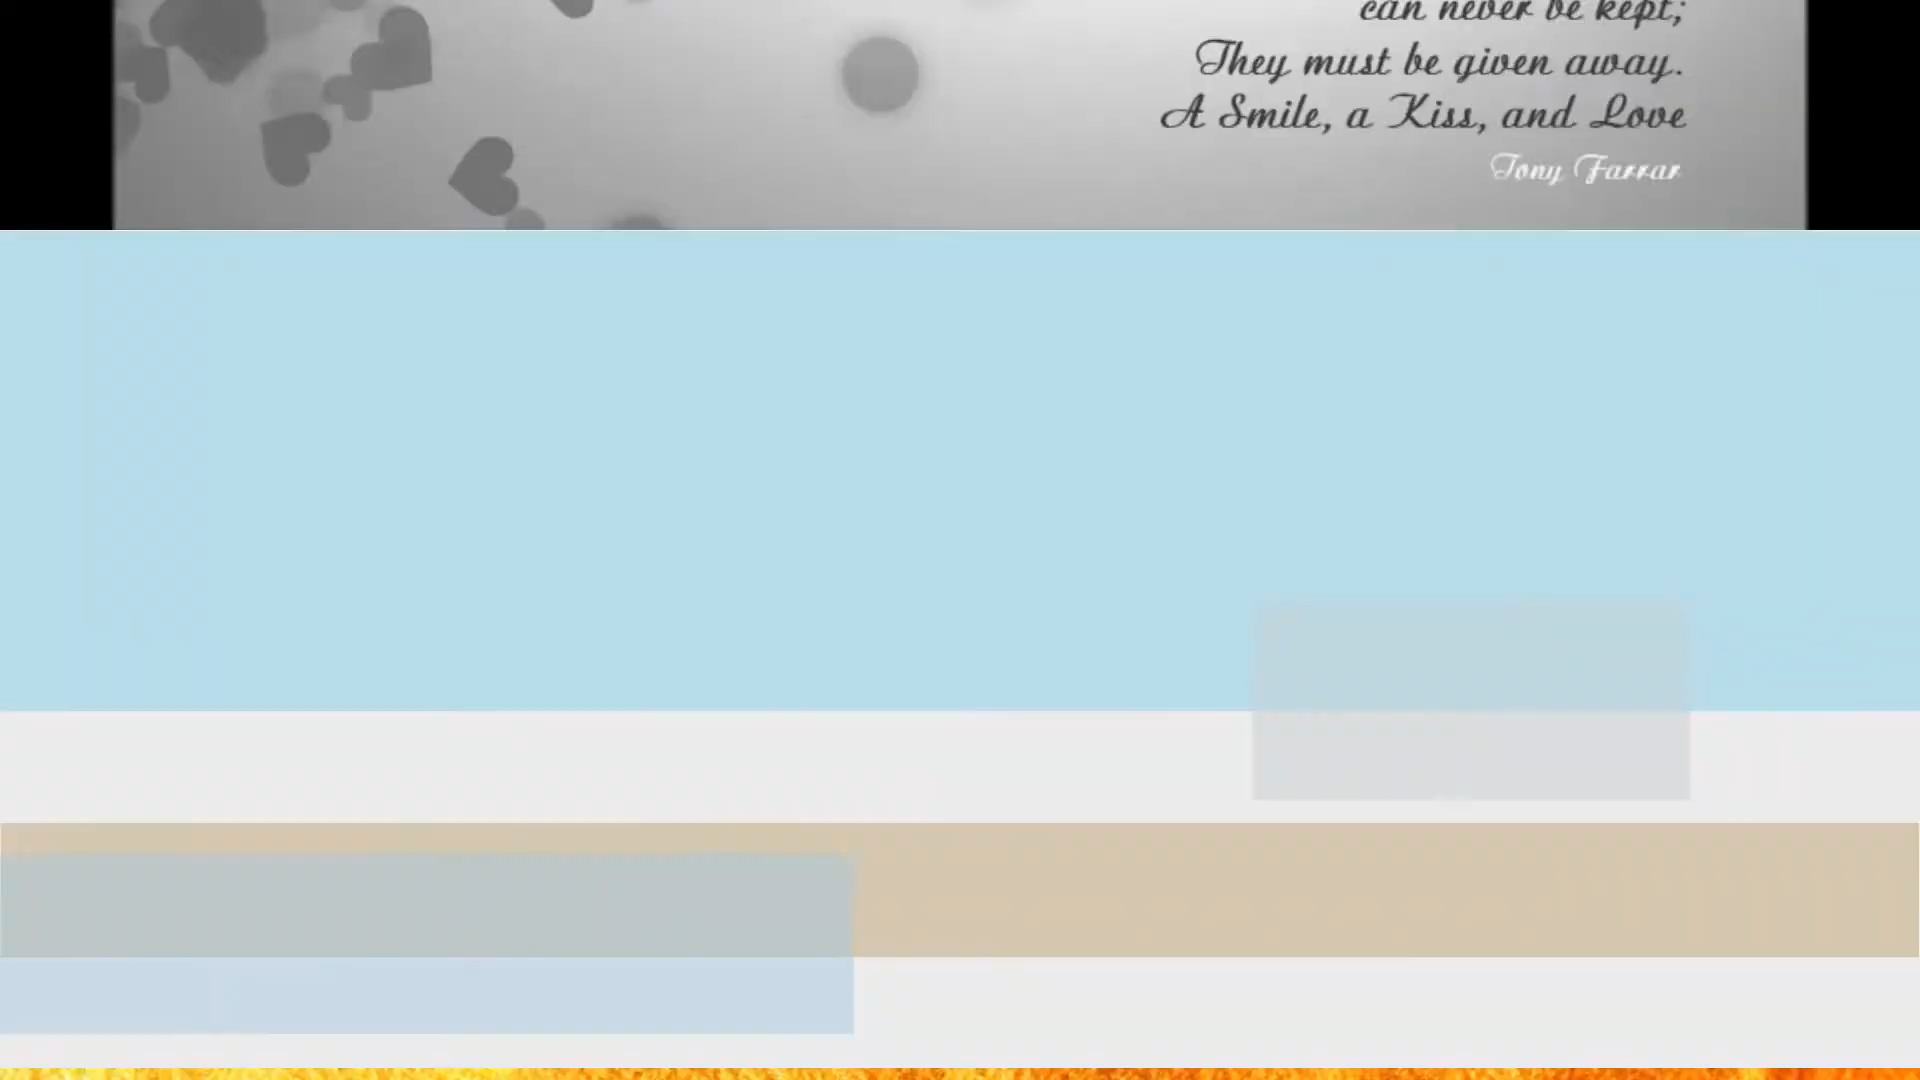 can never be kept;
They must be given away.
A Smile, a Kiss, and Love
Tony Farrar